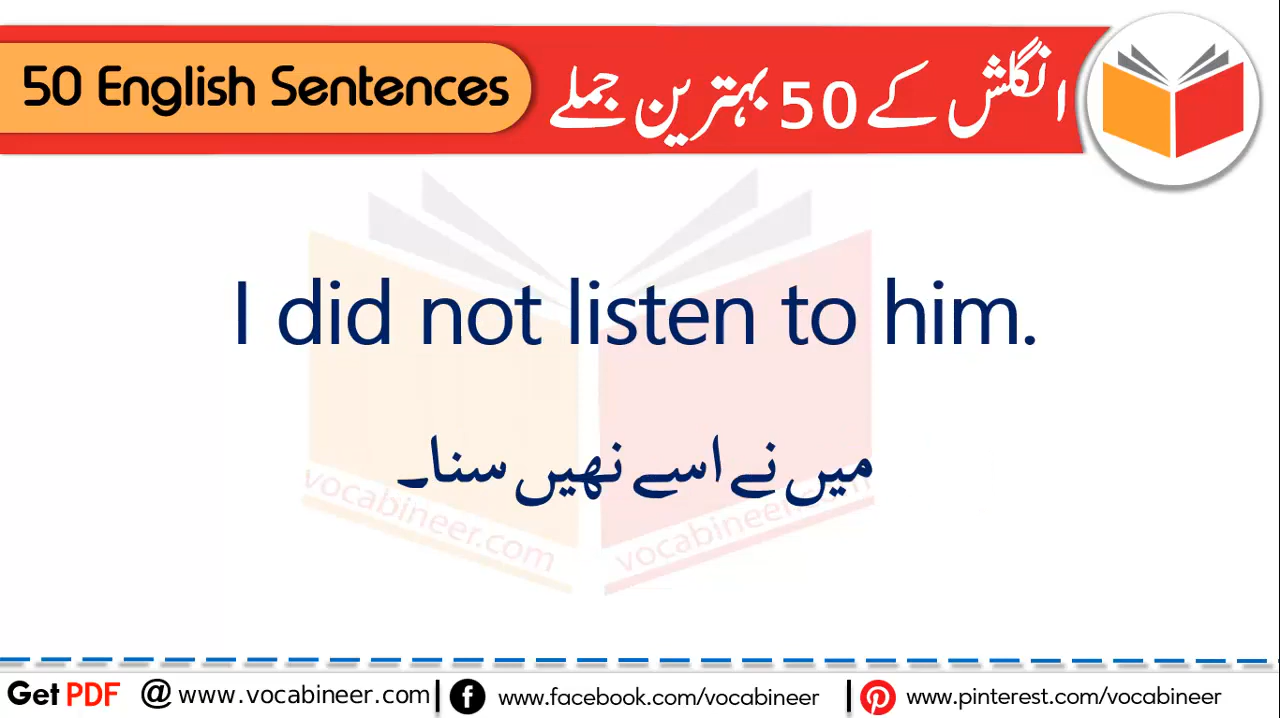 50 English Sentences
انگلش کے 50 بہترین جملے
I did not listen to him.
میں نے اسے نھیں سنا۔
vocabineer.com vocabineer.com
Get PDF @ www.vocabineer.com | www.facebook.com/vocabineer | www.pinterest.com/vocabineer